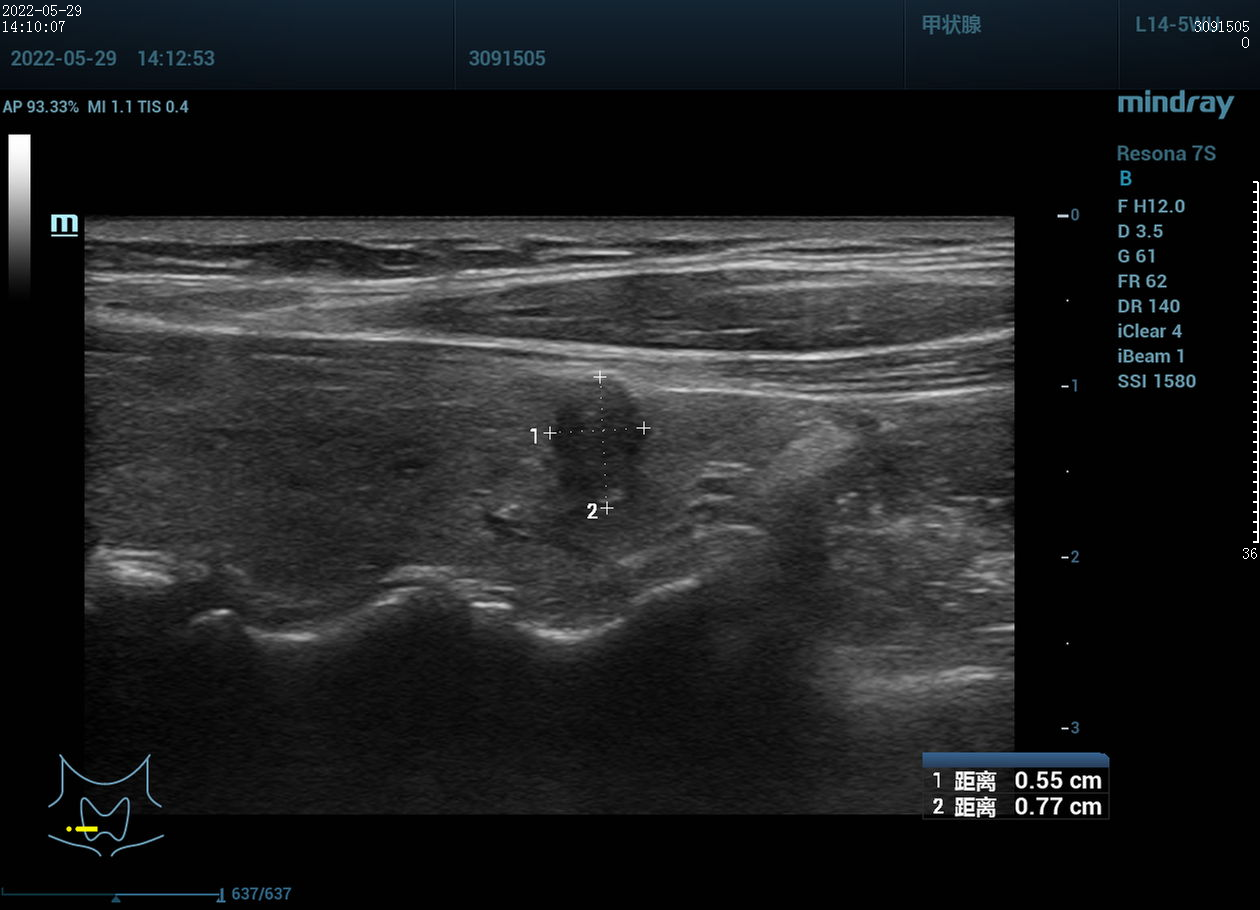 2022-05-29
14:10:07
2022-05-29 14:12:53
3091505
甲状腺
L14-5WU
3091505
0
AP 93.33% MI 1.1 TIS 0.4
mindray
Resona 7S
B
F H12.0
D 3.5
G 61
FR 62
DR 140
iClear 4
iBeam 1
SSI 1580
m
0
1
2
3
36
1
2
1 距离 0.55 cm
2 距离 0.77 cm
637/637